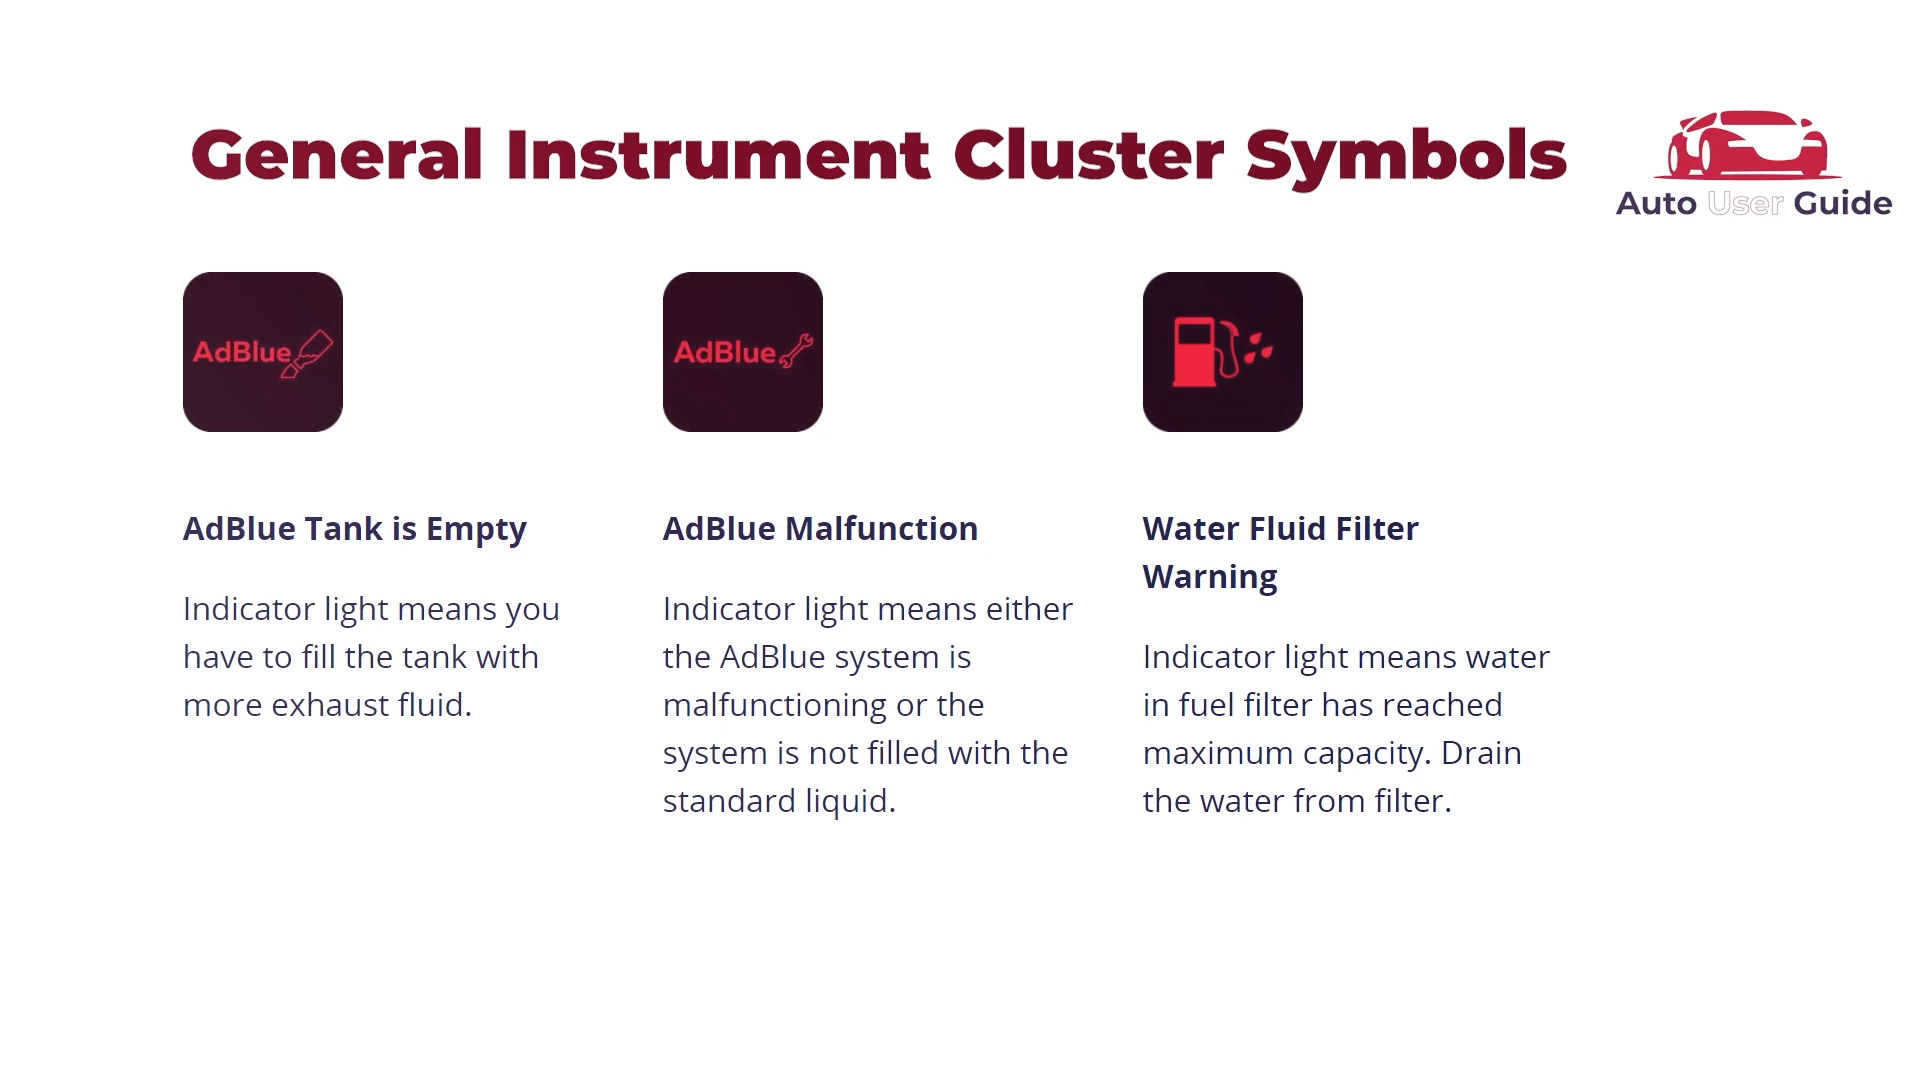 General Instrument Cluster Symbols
Auto User Guide
AdBlue
AdBlue
AdBlue Tank is Empty
Indicator light means you
have to fill the tank with
more exhaust fluid.
AdBlue Malfunction
Indicator light means either
the AdBlue system is
malfunctioning or the
system is not filled with the
standard liquid.
Water Fluid Filter
Warning
Indicator light means water
in fuel filter has reached
maximum capacity. Drain
the water from filter.